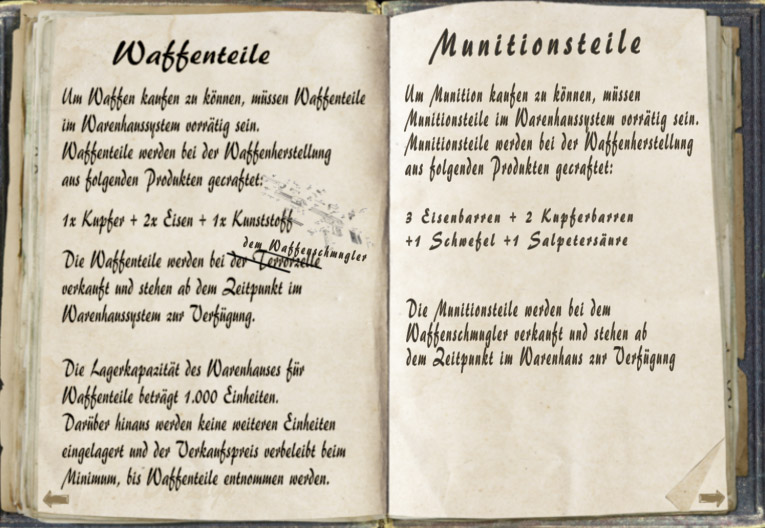 Waffenteile
Um Waffen kaufen zu können, müssen Waffenteile
im Warenhaussystem vorrätig sein.
Waffenteile werden bei der Waffenherstellung
aus folgenden Produkten gecraftet:
1x Kupfer + 2x Eisen + 1x Kunststoff
dem Waffenschmugler
Die Waffenteile werden bei der Terrorzelle
verkauft und stehen ab dem Zeitpunkt im
Warenhaussystem zur Verfügung.
Die Lagerkapazität des Warenhauses für
Waffenteile beträgt 1.000 Einheiten.
Darüber hinaus werden keine weiteren Einheiten
eingelagert und der Verkaufspreis verbeleibt beim
Minimum, bis Waffenteile entnommen werden.
Munitionsteile
Um Munition kaufen zu können, müssen
Munitionsteile im Warenhaussystem vorrätig sein.
Munitionsteile werden bei der Waffenherstellung
aus folgenden Produkten gecraftet:
3 Eisenbarren + 2 Kupferbarren
+1 Schwefel +1 Salpetersäure
Die Munitionsteile werden bei dem
Waffenschmugler verkauft und stehen ab
dem Zeitpunkt im Warenhaus zur Verfügung